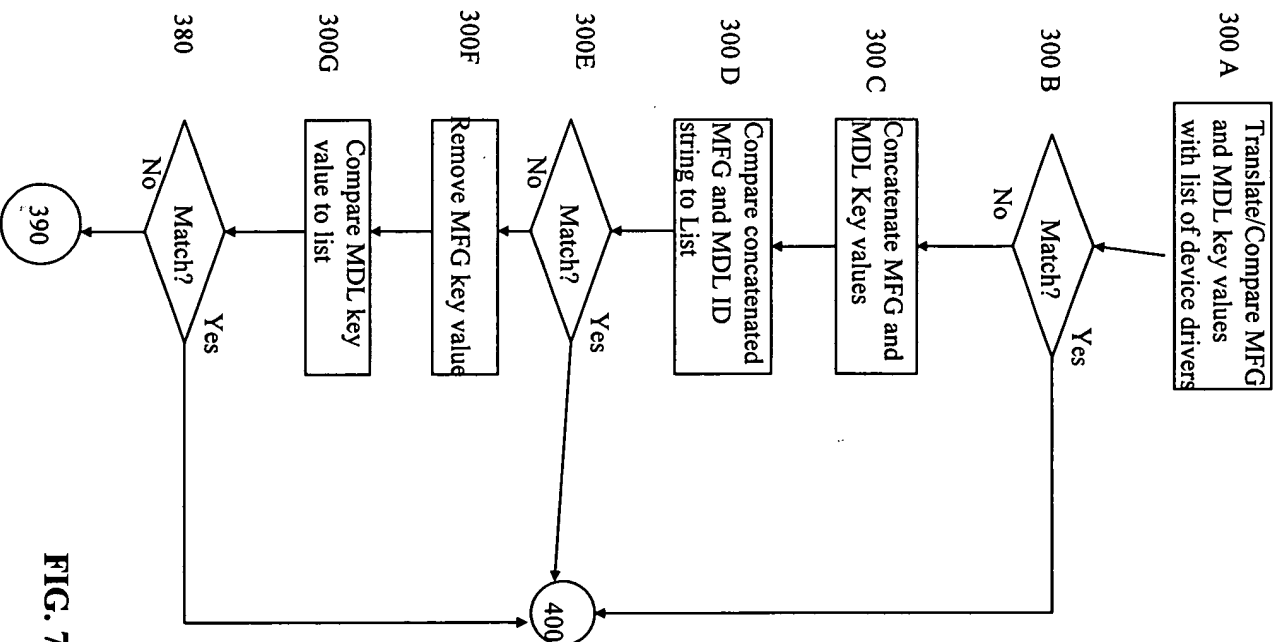 300 A
Translate/Compare MFG
and MDL key values
with list of device drivers
300 B
Match?
Yes
No
300 C
Concatenate MFG and
MDL Key values
300 D
Compare concatenated
MFG and MDL ID
string to List
300E
Match?
Yes
No
300F
Remove MFG key value
300G
Compare MDL key
value to list
380
Match?
Yes
No
390
400
FIG. 7